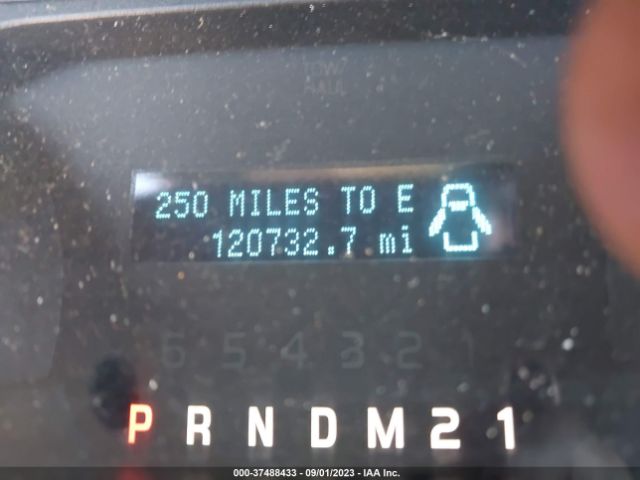 250 MILES TO E
120732.7 mi
6 5 4 3 2 1
P R N D M 2 1
000-37488433 - 09/01/2023 - IAA Inc.